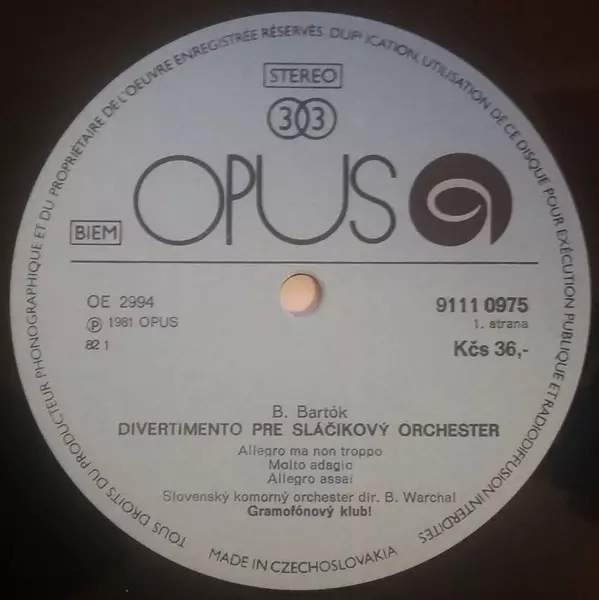 TOUS DROITS DU PRODUCTEUR PHONOGRAPHIQUE ET DU PROPRIÉTAIRE DE L'OEUVRE ENREGISTRÉE RÉSERVÉS. DUPLICATION, UTILISATION DE CE DISQUE POUR EXÉCUTION PUBLIQUE ET RADIODIFFUSION INTERDITES
STEREO
33
OPUS
BIEM
OE 2994
℗ 1981 OPUS
82 1
9111 0975
1. strana
Kčs 36,-
B. Bartók
DIVERTIMENTO PRE SLÁČIKOVÝ ORCHESTER
Allegro ma non troppo
Molto adagio
Allegro assai
Slovenský komorný orchester dir. B. Warchal
Gramofónový klub!
MADE IN CZECHOSLOVAKIA